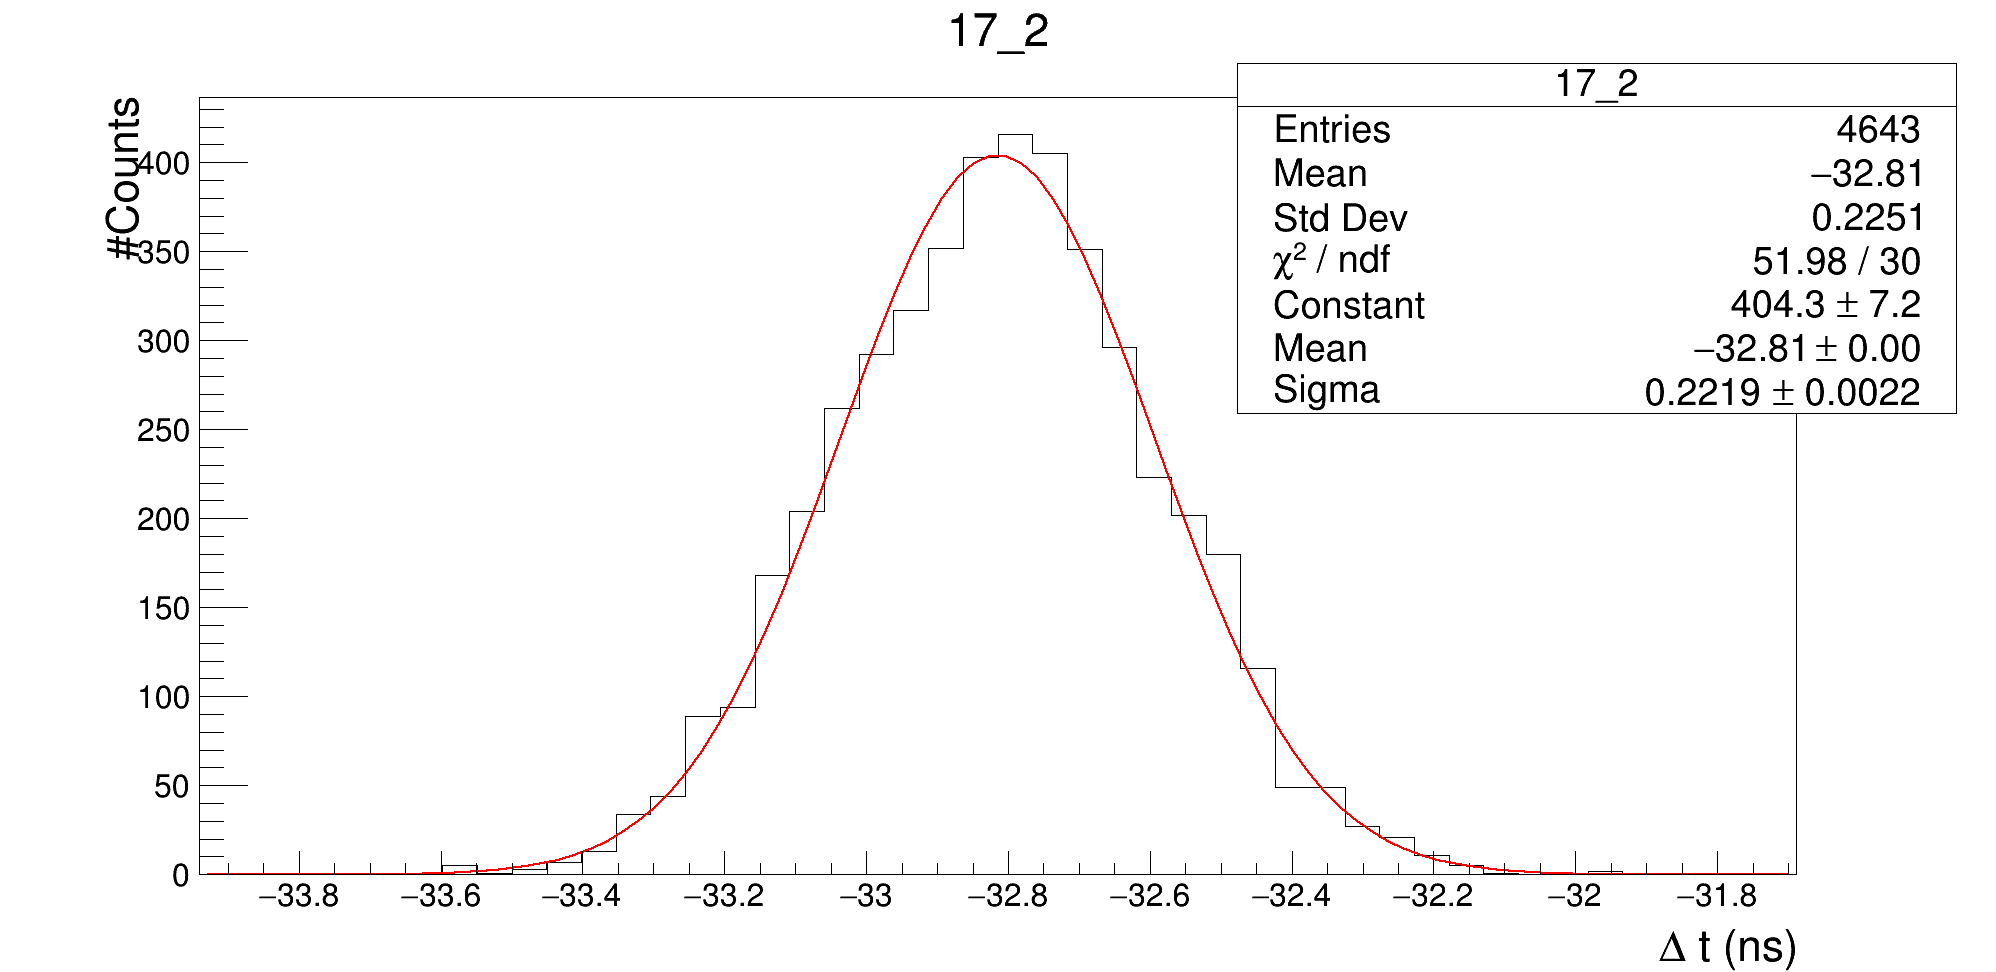 17_2
17_2
Entries 4643
Mean −32.81
Std Dev 0.2251
χ² / ndf 51.98 / 30
Constant 404.3 ± 7.2
Mean −32.81 ± 0.00
Sigma 0.2219 ± 0.0022
#Counts
400
350
300
250
200
150
100
50
0
−33.8 −33.6 −33.4 −33.2 −33 −32.8 −32.6 −32.4 −32.2 −32 −31.8
Δ t (ns)